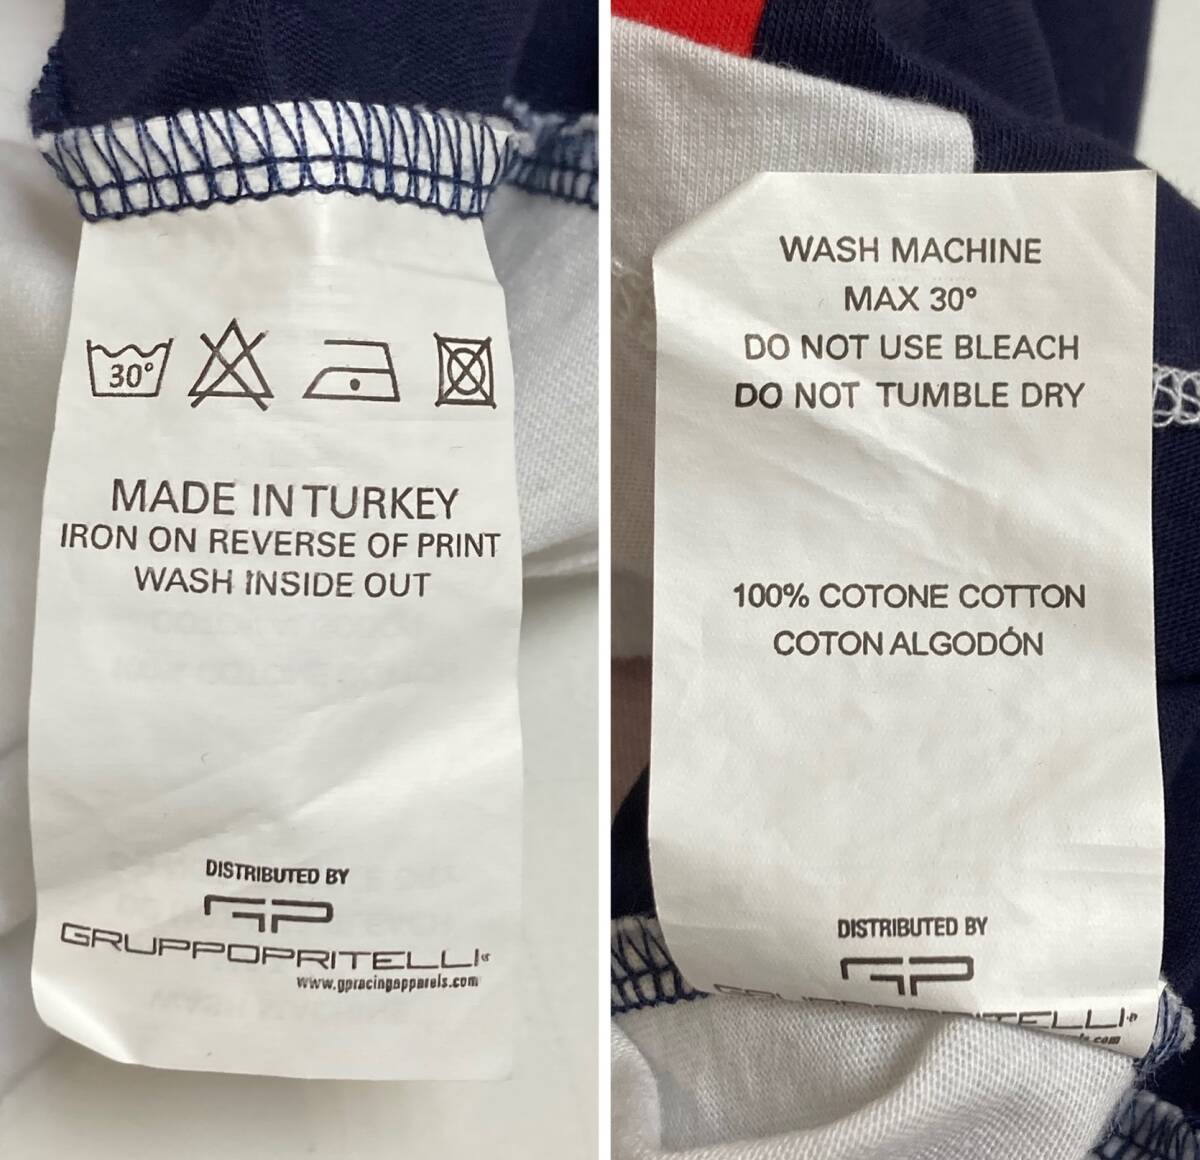 30°
MADE IN TURKEY
IRON ON REVERSE OF PRINT
WASH INSIDE OUT
DISTRIBUTED BY
GP
GRUPPOPRITELLI
www.gpracingapparels.com
WASH MACHINE
MAX 30°
DO NOT USE BLEACH
DO NOT TUMBLE DRY
100% COTONE COTTON
COTON ALGODÓN
DISTRIBUTED BY
GP